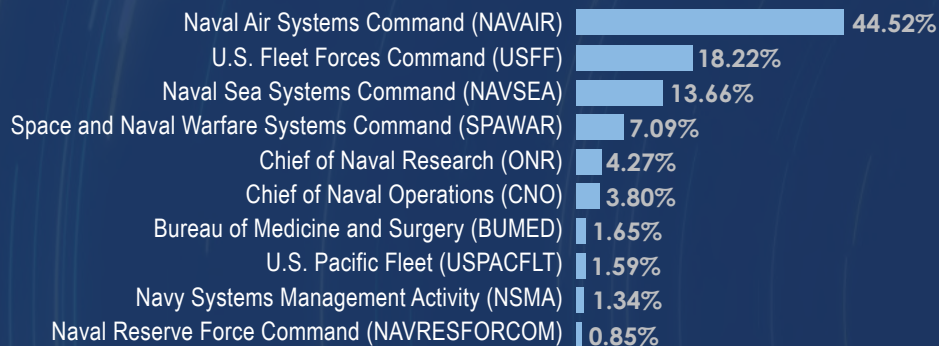 Naval Air Systems Command (NAVAIR) 44.52%
U.S. Fleet Forces Command (USFF) 18.22%
Naval Sea Systems Command (NAVSEA) 13.66%
Space and Naval Warfare Systems Command (SPAWAR) 7.09%
Chief of Naval Research (ONR) 4.27%
Chief of Naval Operations (CNO) 3.80%
Bureau of Medicine and Surgery (BUMED) 1.65%
U.S. Pacific Fleet (USPACFLT) 1.59%
Navy Systems Management Activity (NSMA) 1.34%
Naval Reserve Force Command (NAVRESFORCOM) 0.85%